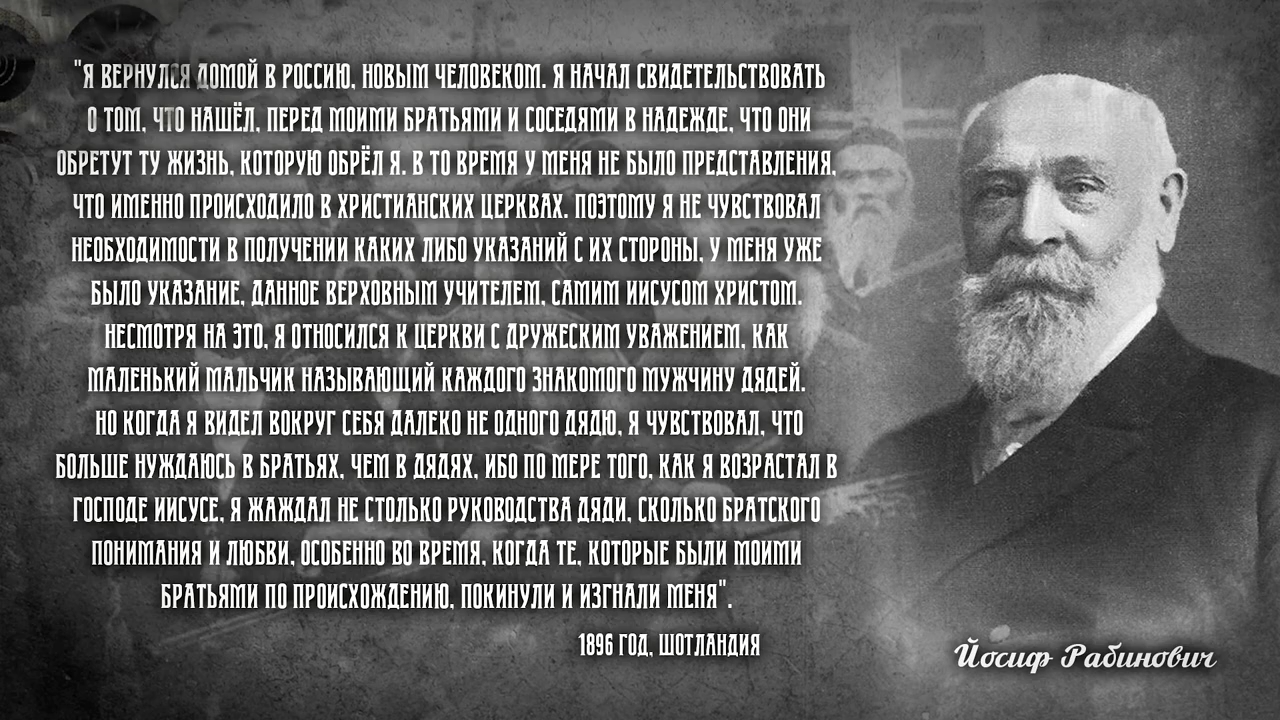 "Я ВЕРНУЛСЯ ДОМОЙ В РОССИЮ, НОВЫМ ЧЕЛОВЕКОМ. Я НАЧАЛ СВИДЕТЕЛЬСТВОВАТЬ
О ТОМ, ЧТО НАШЁЛ, ПЕРЕД МОИМИ БРАТЬЯМИ И СОСЕДЯМИ В НАДЕЖДЕ, ЧТО ОНИ
ОБРЕТУТ ТУ ЖИЗНЬ, КОТОРУЮ ОБРЁЛ Я. В ТО ВРЕМЯ У МЕНЯ НЕ БЫЛО ПРЕДСТАВЛЕНИЯ,
ЧТО ИМЕННО ПРОИСХОДИЛО В ХРИСТИАНСКИХ ЦЕРКВАХ. ПОЭТОМУ Я НЕ ЧУВСТВОВАЛ
НЕОБХОДИМОСТИ В ПОЛУЧЕНИИ КАКИХ ЛИБО УКАЗАНИЙ С ИХ СТОРОНЫ, У МЕНЯ УЖЕ
БЫЛО УКАЗАНИЕ, ДАННОЕ ВЕРХОВНЫМ УЧИТЕЛЕМ, САМИМ ИИСУСОМ ХРИСТОМ.
НЕСМОТРЯ НА ЭТО, Я ОТНОСИЛСЯ К ЦЕРКВИ С ДРУЖЕСКИМ УВАЖЕНИЕМ, КАК
МАЛЕНЬКИЙ МАЛЬЧИК НАЗЫВАЮЩИЙ КАЖДОГО ЗНАКОМОГО МУЖЧИНУ ДЯДЕЙ.
НО КОГДА Я ВИДЕЛ ВОКРУГ СЕБЯ ДАЛЕКО НЕ ОДНОГО ДЯДЮ, Я ЧУВСТВОВАЛ, ЧТО
БОЛЬШЕ НУЖДАЮСЬ В БРАТЬЯХ, ЧЕМ В ДЯДЯХ, ИБО ПО МЕРЕ ТОГО, КАК Я ВОЗРАСТАЛ В
ГОСПОДЕ ИИСУСЕ, Я ЖАЖДАЛ НЕ СТОЛЬКО РУКОВОДСТВА ДЯДИ, СКОЛЬКО БРАТСКОГО
ПОНИМАНИЯ И ЛЮБВИ, ОСОБЕННО ВО ВРЕМЯ, КОГДА ТЕ, КОТОРЫЕ БЫЛИ МОИМИ
БРАТЬЯМИ ПО ПРОИСХОЖДЕНИЮ, ПОКИНУЛИ И ИЗГНАЛИ МЕНЯ".
1896 ГОД, ШОТЛАНДИЯ
Йосиф Рабинович